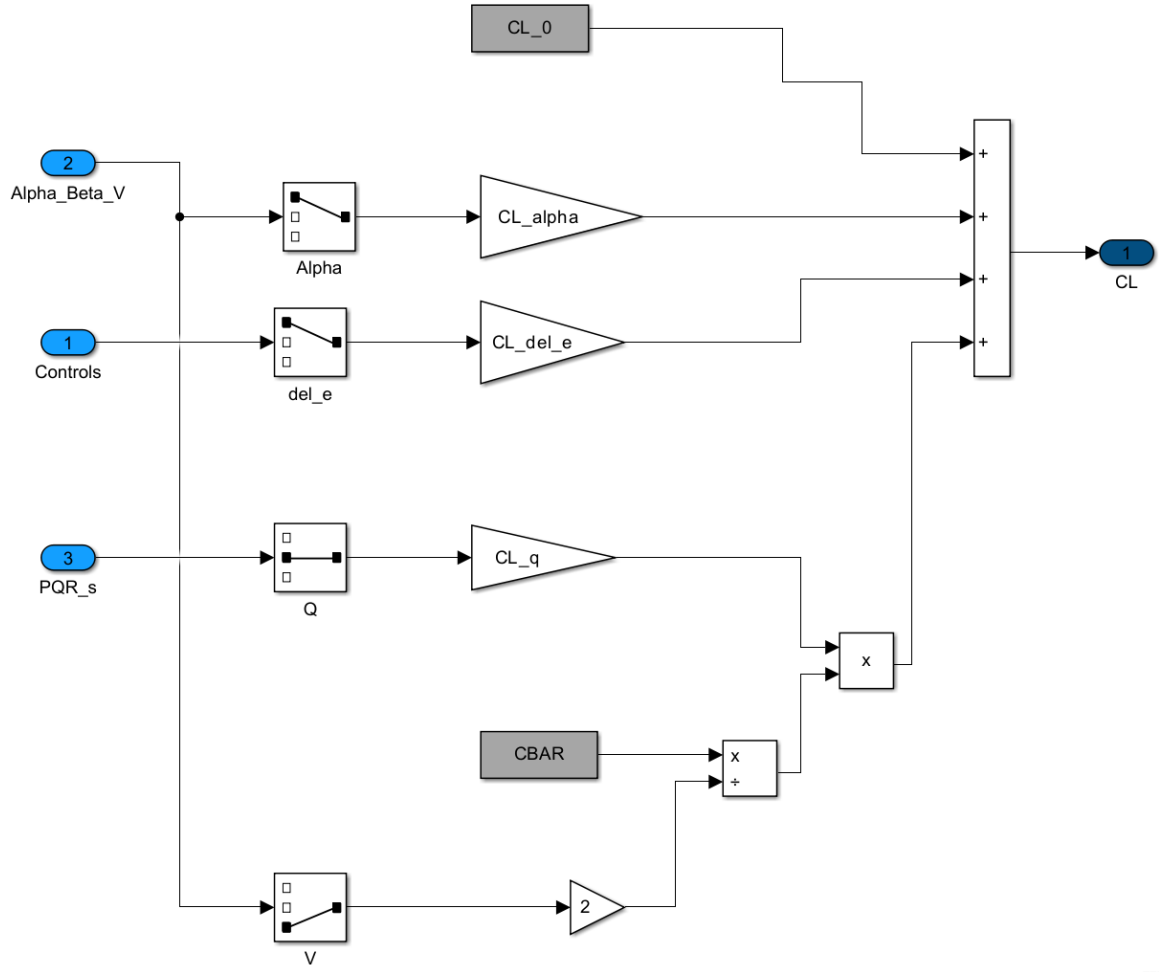 CL_0
2
Alpha_Beta_V
+
CL_alpha
+
Alpha
1
CL
+
1
Controls
CL_del_e
+
del_e
3
PQR_s
CL_q
Q
x
CBAR
x
÷
2
V